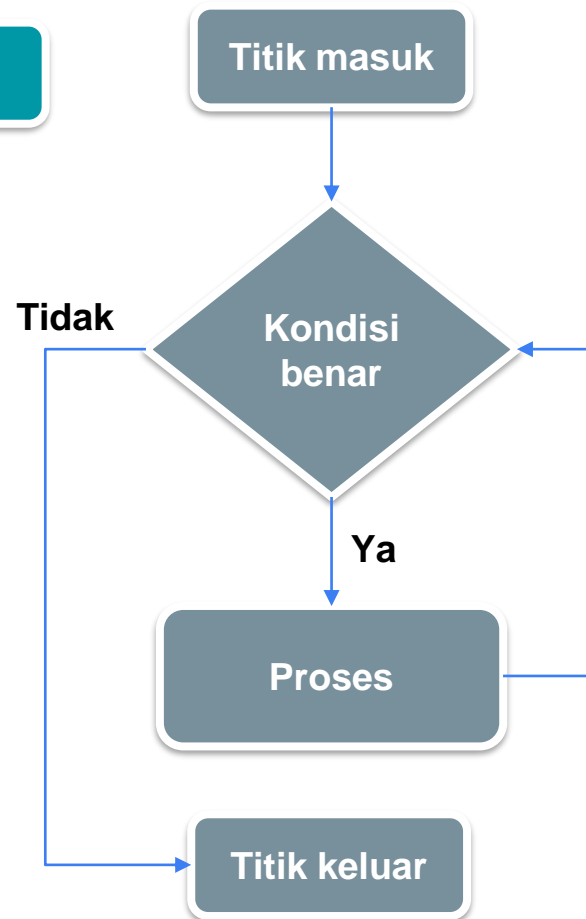 Titik masuk
Tidak
Kondisi
benar
Ya
Proses
Titik keluar